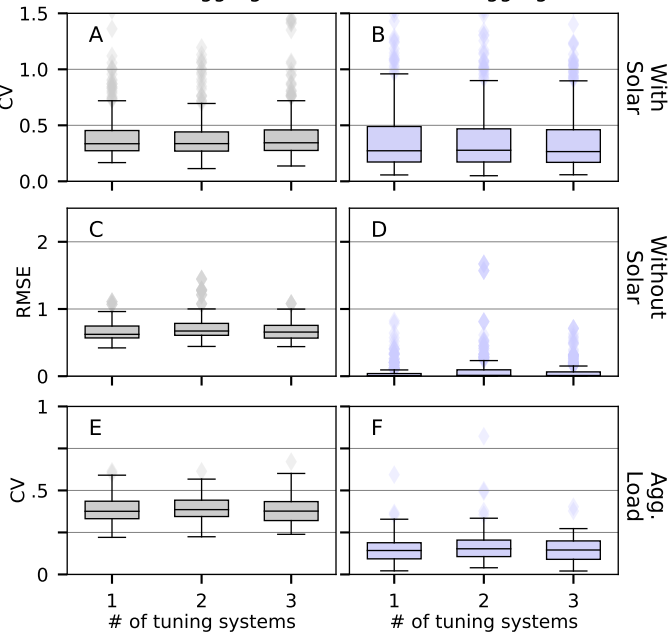 A
B
1.5
1.0
0.5
0.0
CV
With
Solar
C
D
2
1
0
RMSE
Without
Solar
E
F
1
.5
0
CV
Agg.
Load
1 2 3
1 2 3
# of tuning systems
# of tuning systems